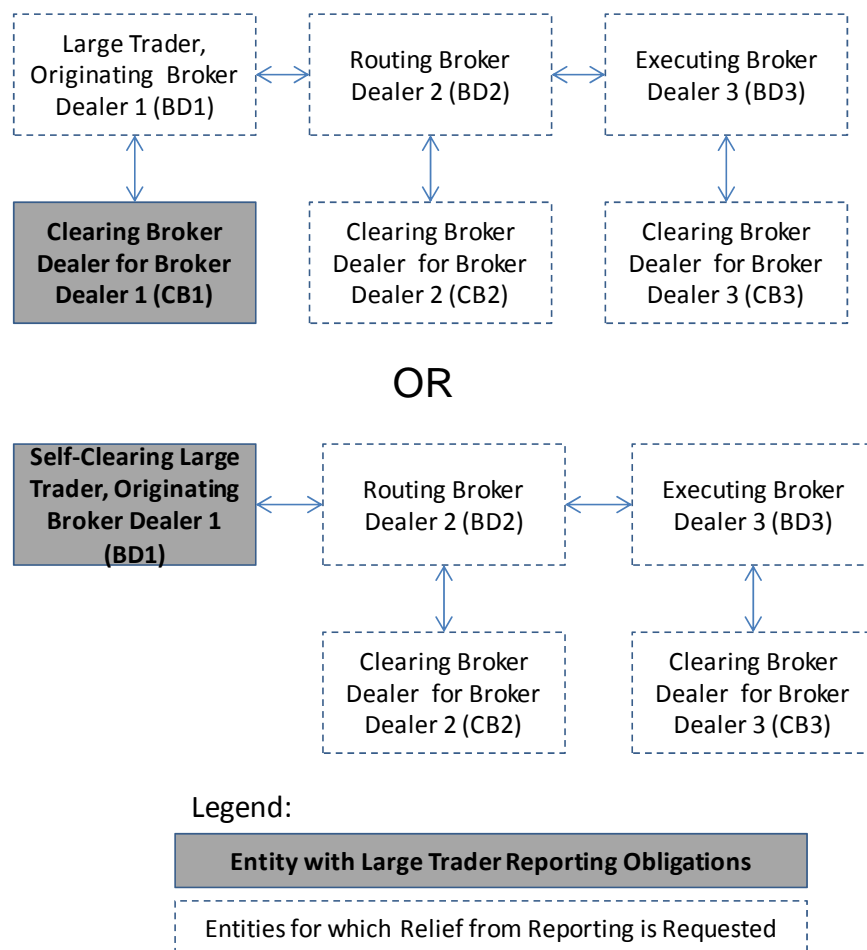 Large Trader,
Originating Broker
Dealer 1 (BD1)
Routing Broker
Dealer 2 (BD2)
Executing Broker
Dealer 3 (BD3)
Clearing Broker
Dealer for Broker
Dealer 1 (CB1)
Clearing Broker
Dealer for Broker
Dealer 2 (CB2)
Clearing Broker
Dealer for Broker
Dealer 3 (CB3)
OR
Self-Clearing Large
Trader, Originating
Broker Dealer 1
(BD1)
Routing Broker
Dealer 2 (BD2)
Executing Broker
Dealer 3 (BD3)
Clearing Broker
Dealer for Broker
Dealer 2 (CB2)
Clearing Broker
Dealer for Broker
Dealer 3 (CB3)
Legend:
Entity with Large Trader Reporting Obligations
Entities for which Relief from Reporting is Requested